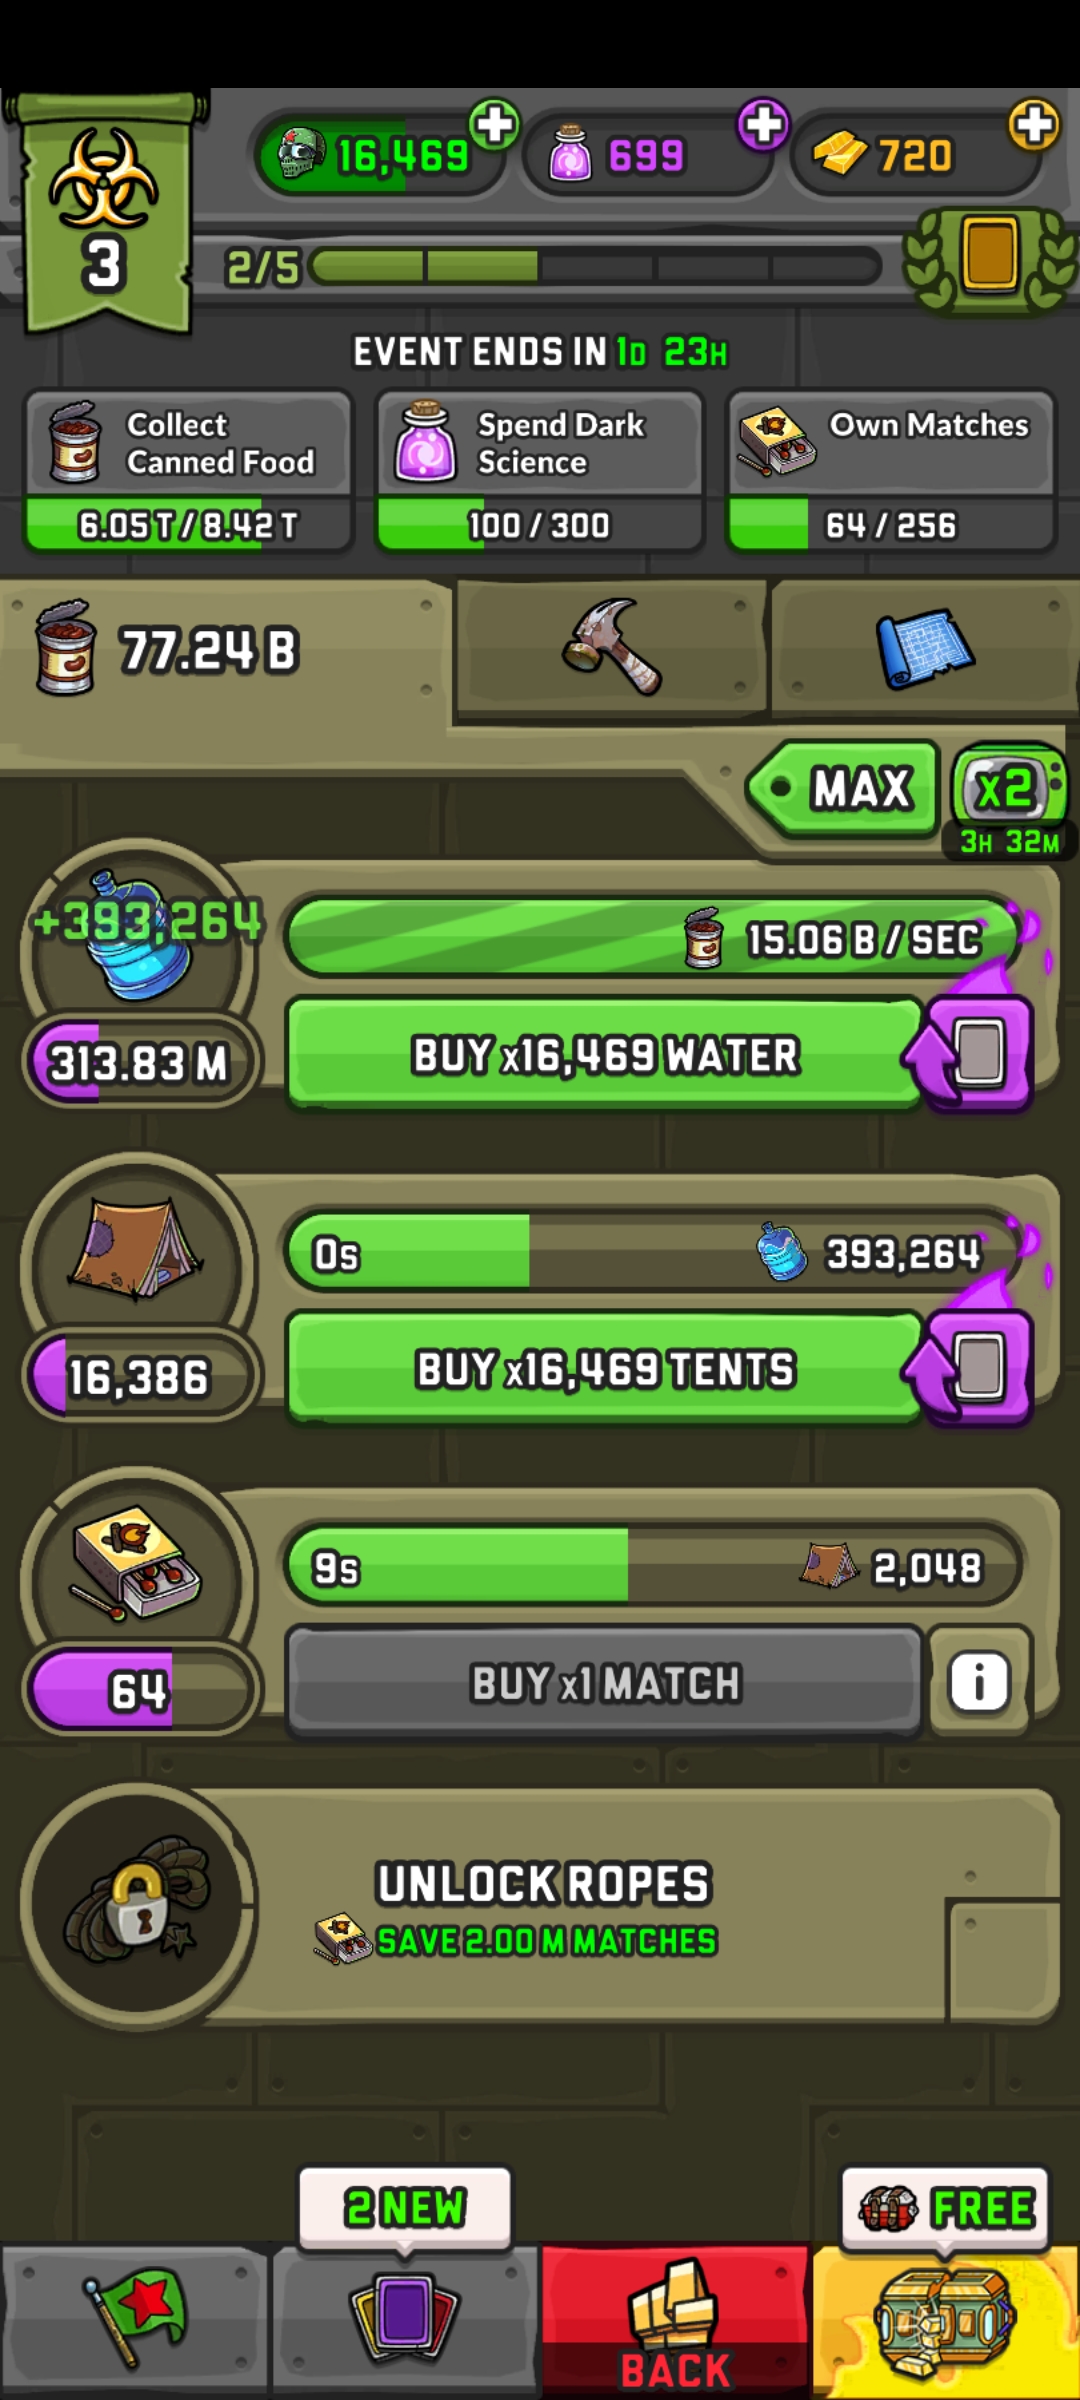 16,469
699
720
3
2/5
EVENT ENDS IN 1D 23H
Collect
Canned Food
6.05 T / 8.42 T
Spend Dark
Science
100 / 300
Own Matches
64 / 256
77.24 B
MAX
x2
3H 32M
+393,264
15.06 B / SEC
313.83 M
BUY x16,469 WATER
0s
393,264
16,386
BUY x16,469 TENTS
9s
2,048
64
BUY x1 MATCH
i
UNLOCK ROPES
SAVE 2.00 M MATCHES
2 NEW
FREE
BACK